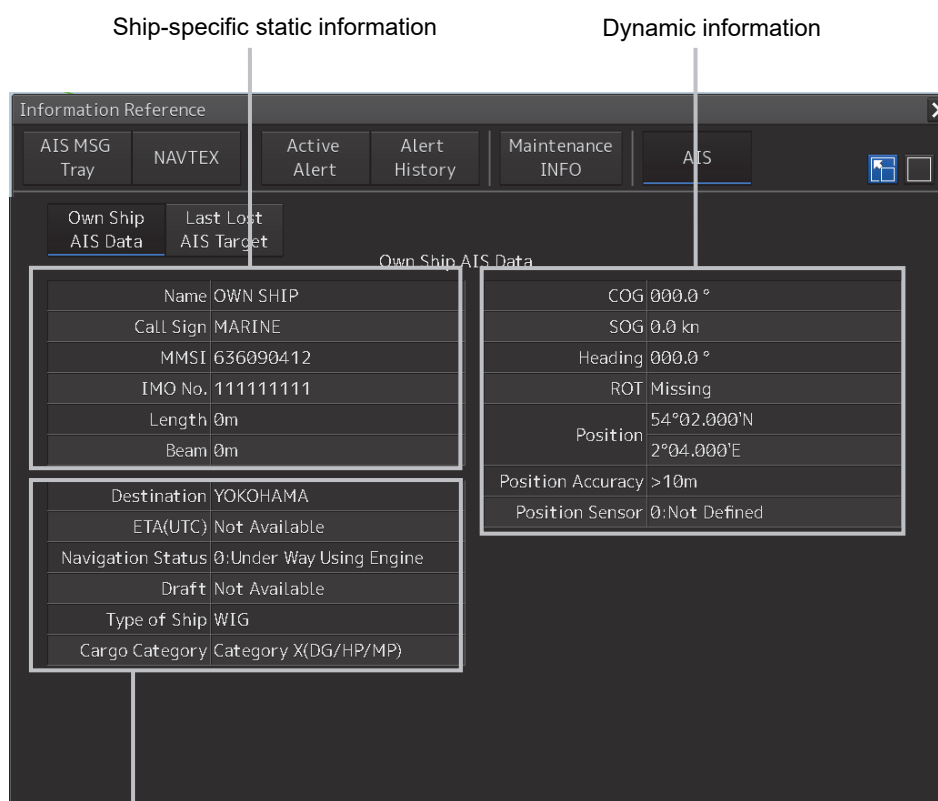 Ship-specific static information
Dynamic information
Information Reference
AIS MSG
Tray
NAVTEX
Active
Alert
Alert
History
Maintenance
INFO
AIS
Own Ship
AIS Data
Last Lost
AIS Target
Own Ship AIS Data
Name OWN SHIP
Call Sign MARINE
MMSI 636090412
IMO No. 111111111
Length 0m
Beam 0m
Destination YOKOHAMA
ETA(UTC) Not Available
Navigation Status 0:Under Way Using Engine
Draft Not Available
Type of Ship WIG
Cargo Category Category X(DG/HP/MP)
COG 000.0 °
SOG 0.0 kn
Heading 000.0 °
ROT Missing
Position 54°02.000'N
2°04.000'E
Position Accuracy >10m
Position Sensor 0:Not Defined